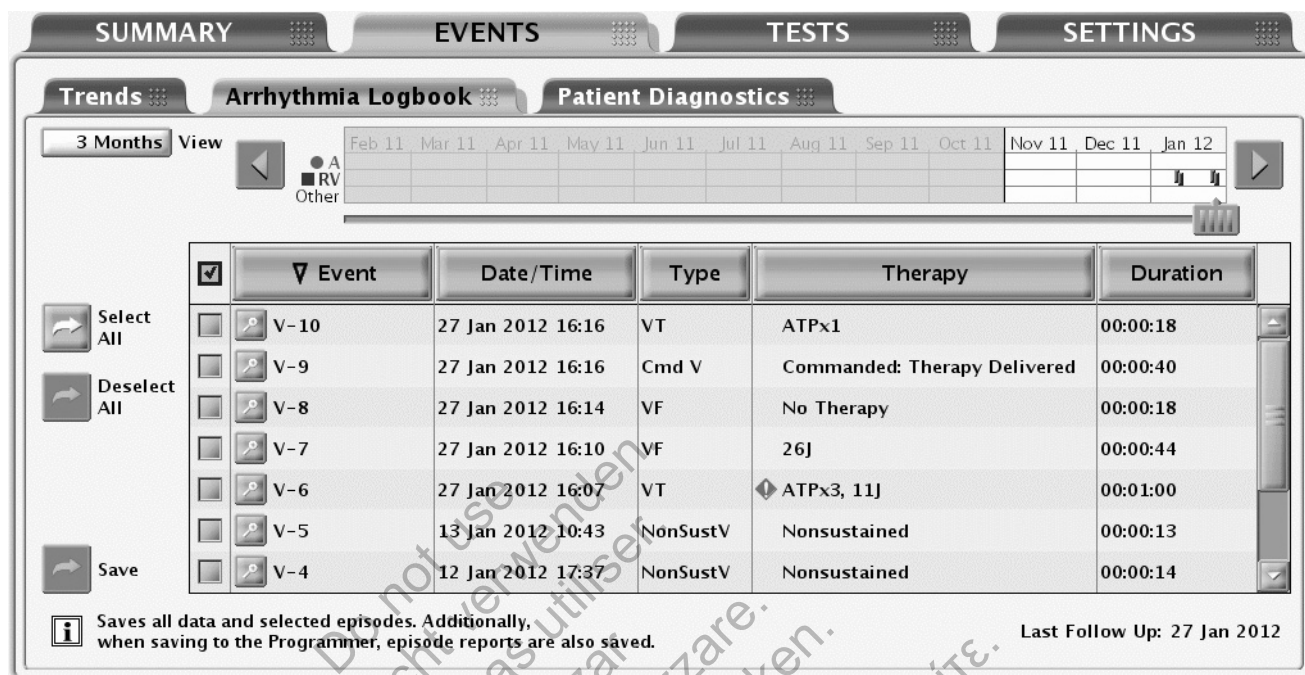 SUMMARY EVENTS TESTS SETTINGS
Trends Arrhythmia Logbook Patient Diagnostics
3 Months View
Feb 11 Mar 11 Apr 11 May 11 Jun 11 Jul 11 Aug 11 Sep 11 Oct 11 Nov 11 Dec 11 Jan 12
A
RV
Other
Event Date/Time Type Therapy Duration
Select All
Deselect All
Save
V-10 27 Jan 2012 16:16 VT ATPx1 00:00:18
V-9 27 Jan 2012 16:16 Cmd V Commanded: Therapy Delivered 00:00:40
V-8 27 Jan 2012 16:14 VF No Therapy 00:00:18
V-7 27 Jan 2012 16:10 VF 26J 00:00:44
V-6 27 Jan 2012 16:07 VT ATPx3, 11J 00:01:00
V-5 13 Jan 2012 10:43 NonSustV Nonsustained 00:00:13
V-4 12 Jan 2012 17:37 NonSustV Nonsustained 00:00:14
i Saves all data and selected episodes. Additionally,
when saving to the Programmer, episode reports are also saved.
Last Follow Up: 27 Jan 2012
Do not use
verwenden
utiliser.